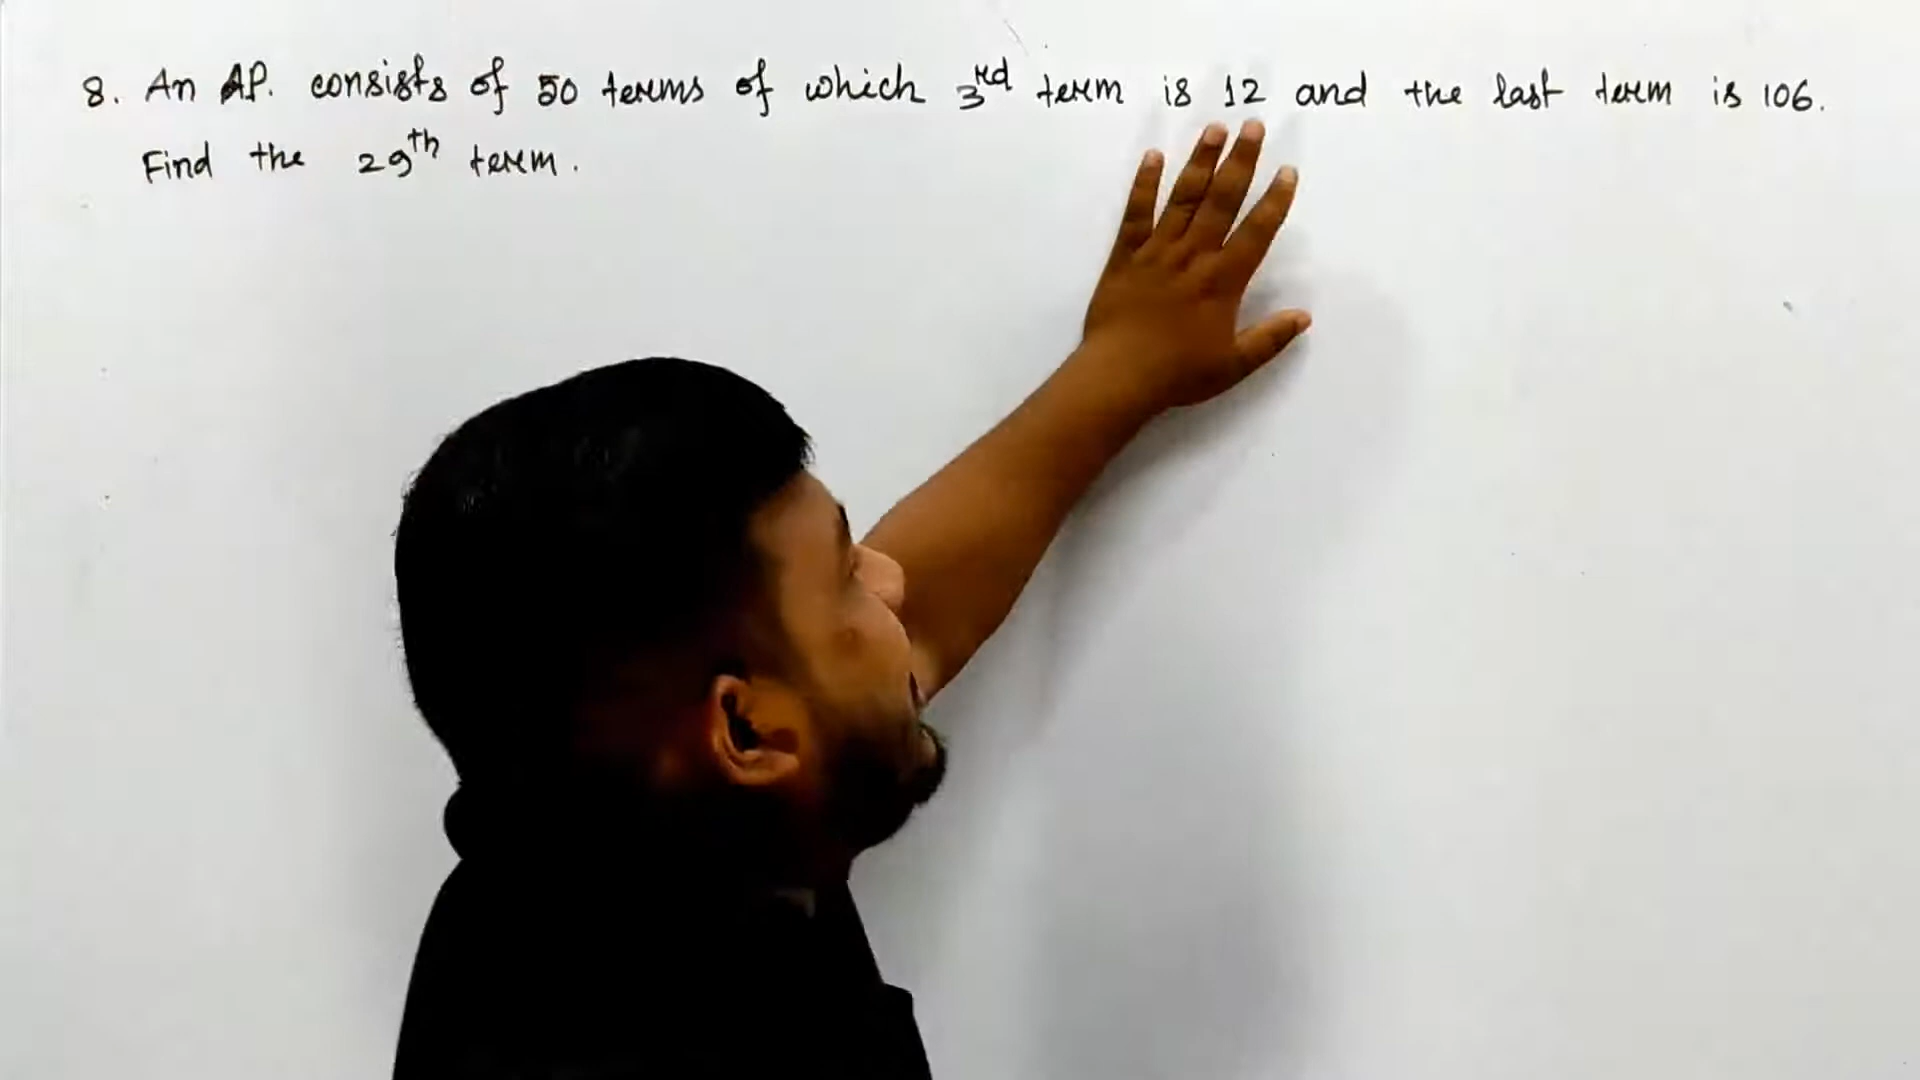 8. An AP. consists of 50 terms of which 3rd term is 12 and the last term is 106.
Find the 29th term.